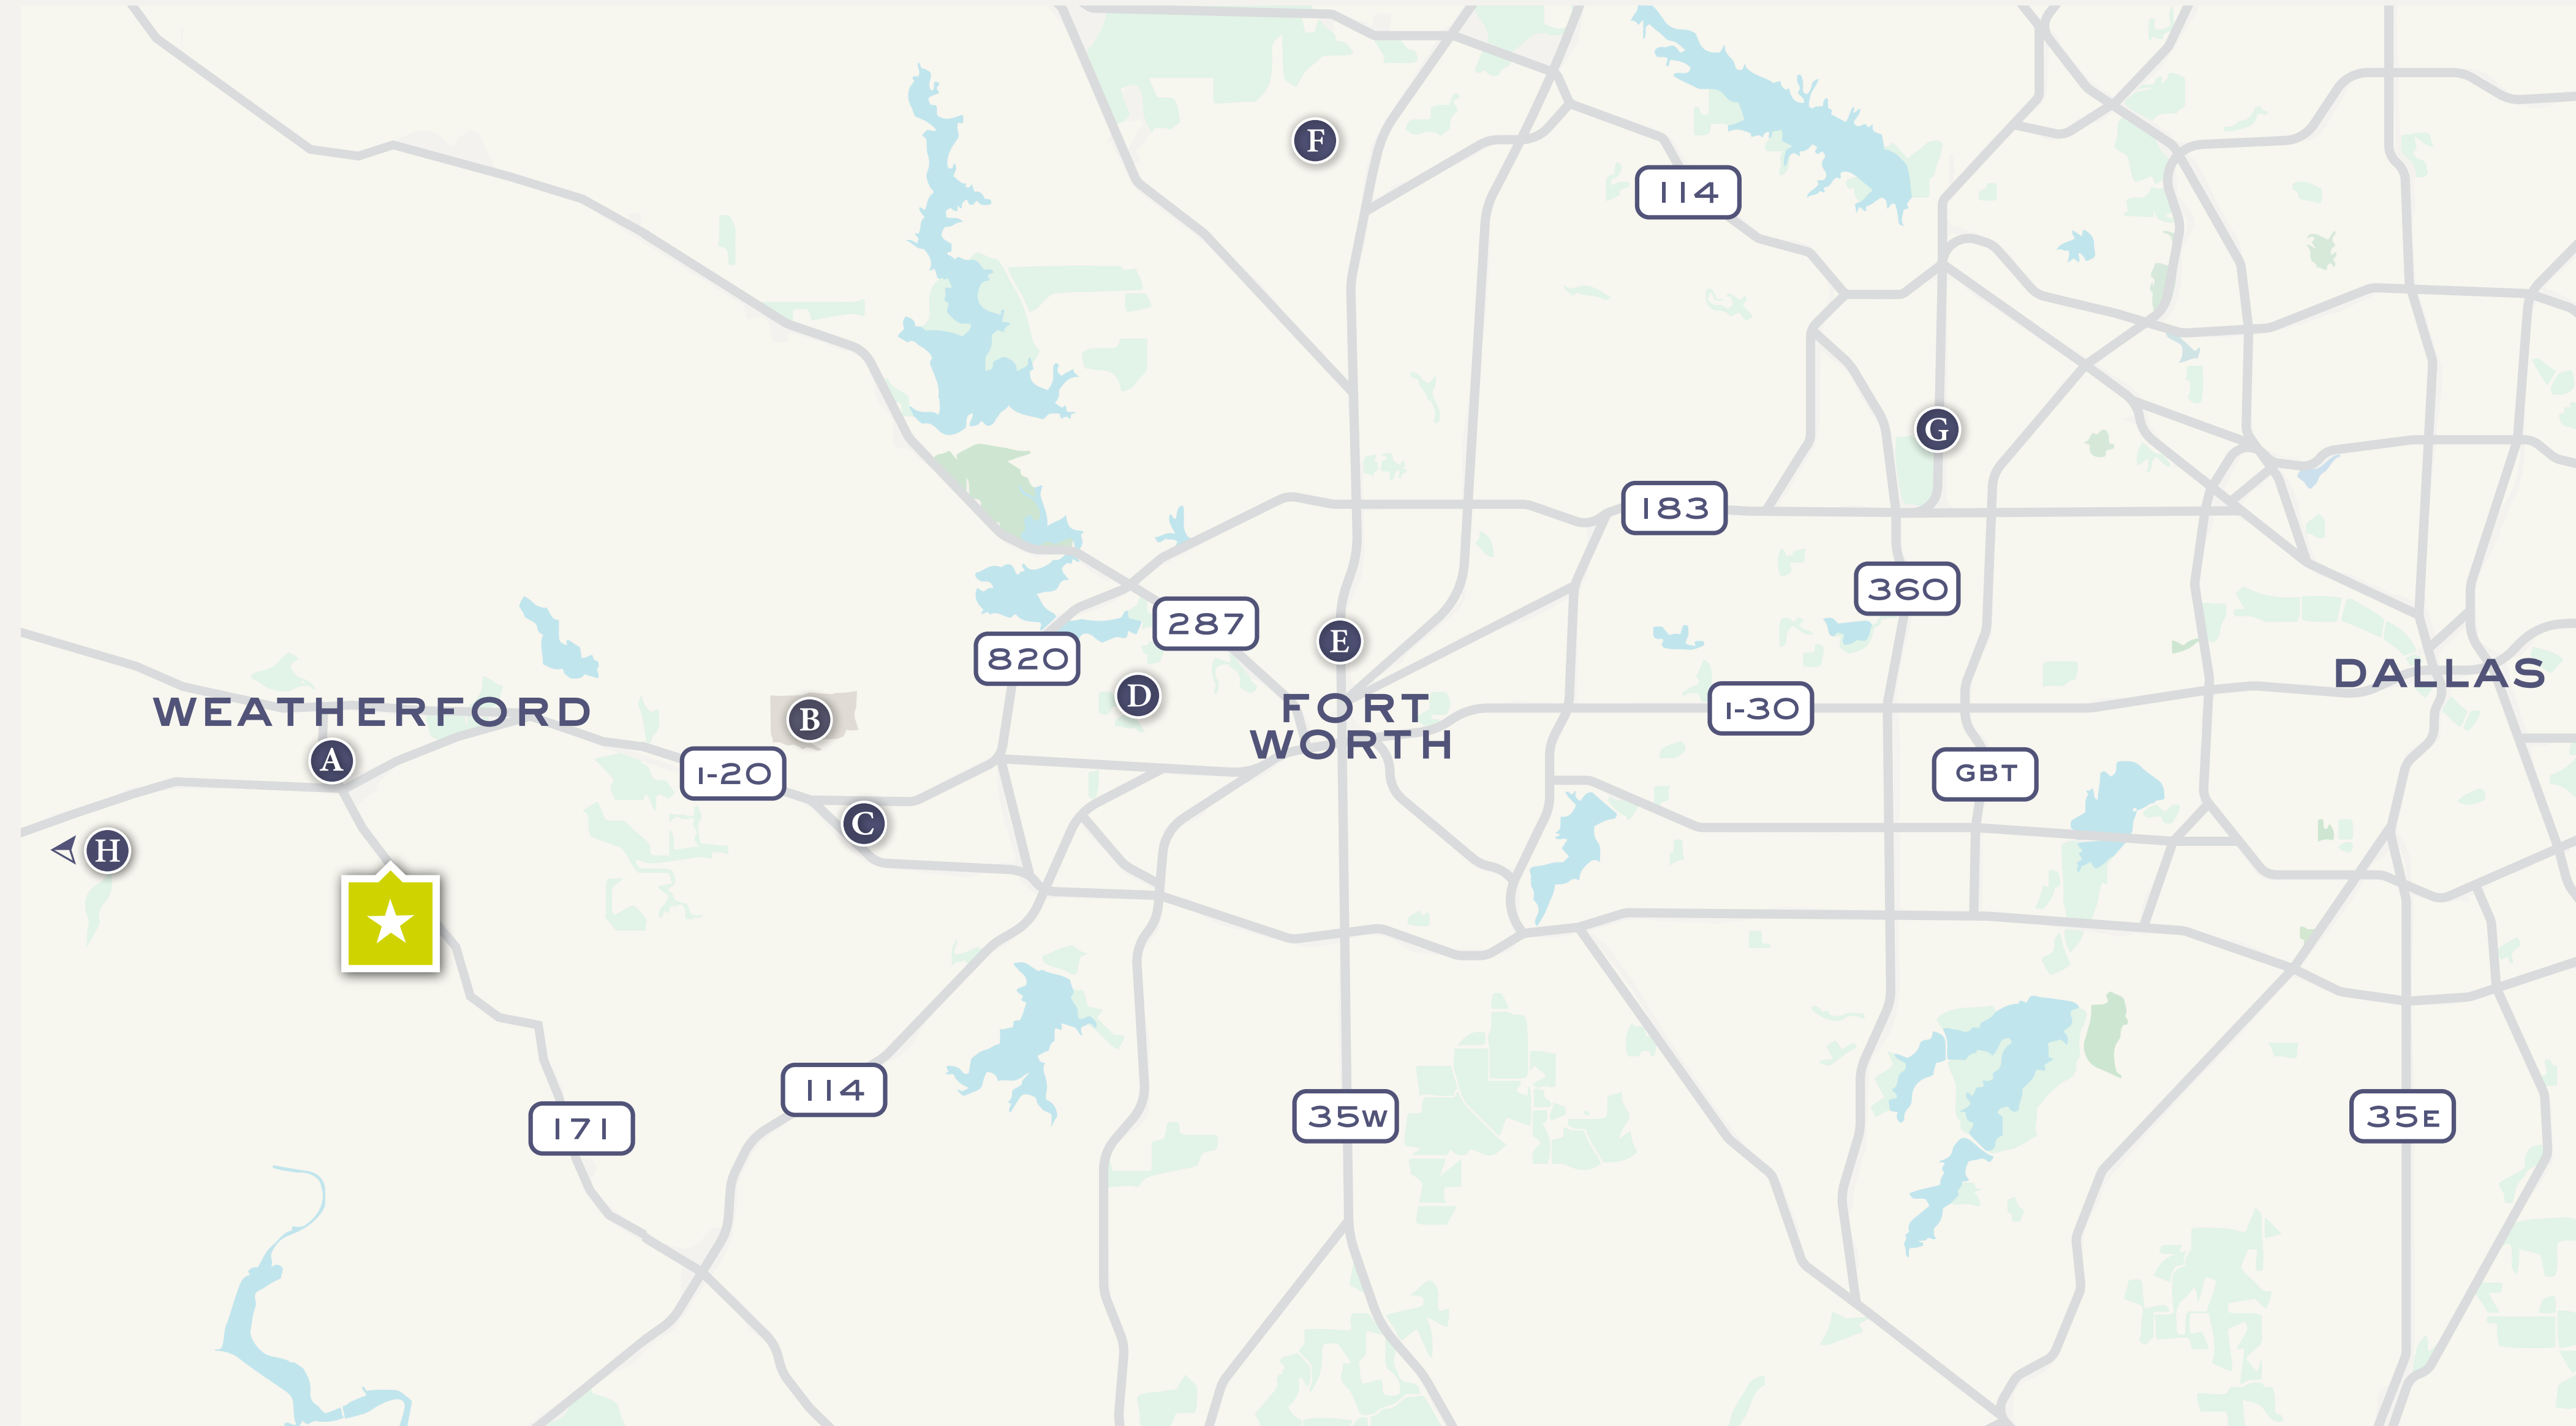 F
114
G
183
360
287
E
820
DALLAS
D
WEATHERFORD
FORT
WORTH
I-30
B
A
I-20
GBT
C
H
114
35W
35E
171